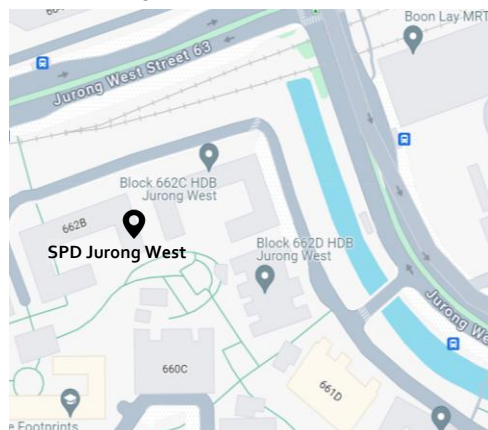 Boon Lay MRT
Jurong West Street 63
Block 662C HDB
Jurong West
662B
SPD Jurong West
Block 662D HDB
Jurong West
Jurong We
660C
661D
e Footprints